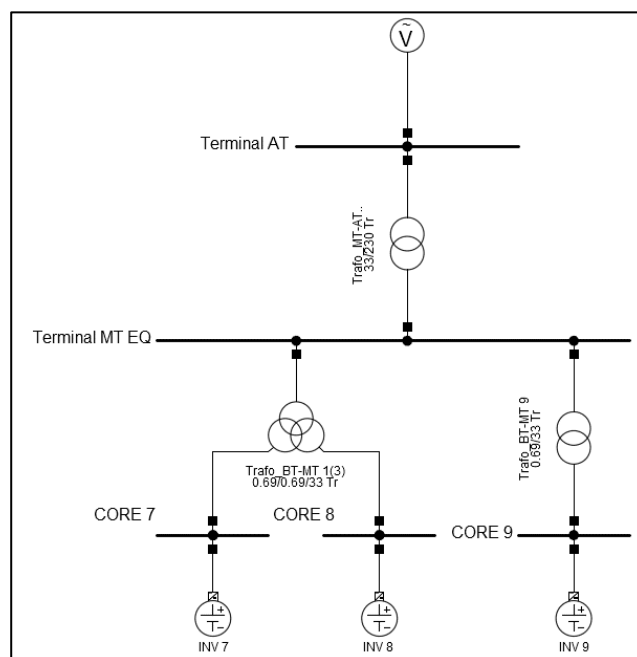 Ṽ
Terminal AT
Trafo_MT-AT..
33/230 Tr
Terminal MT EQ
Trafo_BT-MT 9
0.69/33 Tr
Trafo_BT-MT 1(3)
0.69/0.69/33 Tr
CORE 7
CORE 8
CORE 9
INV 7
INV 8
INV 9